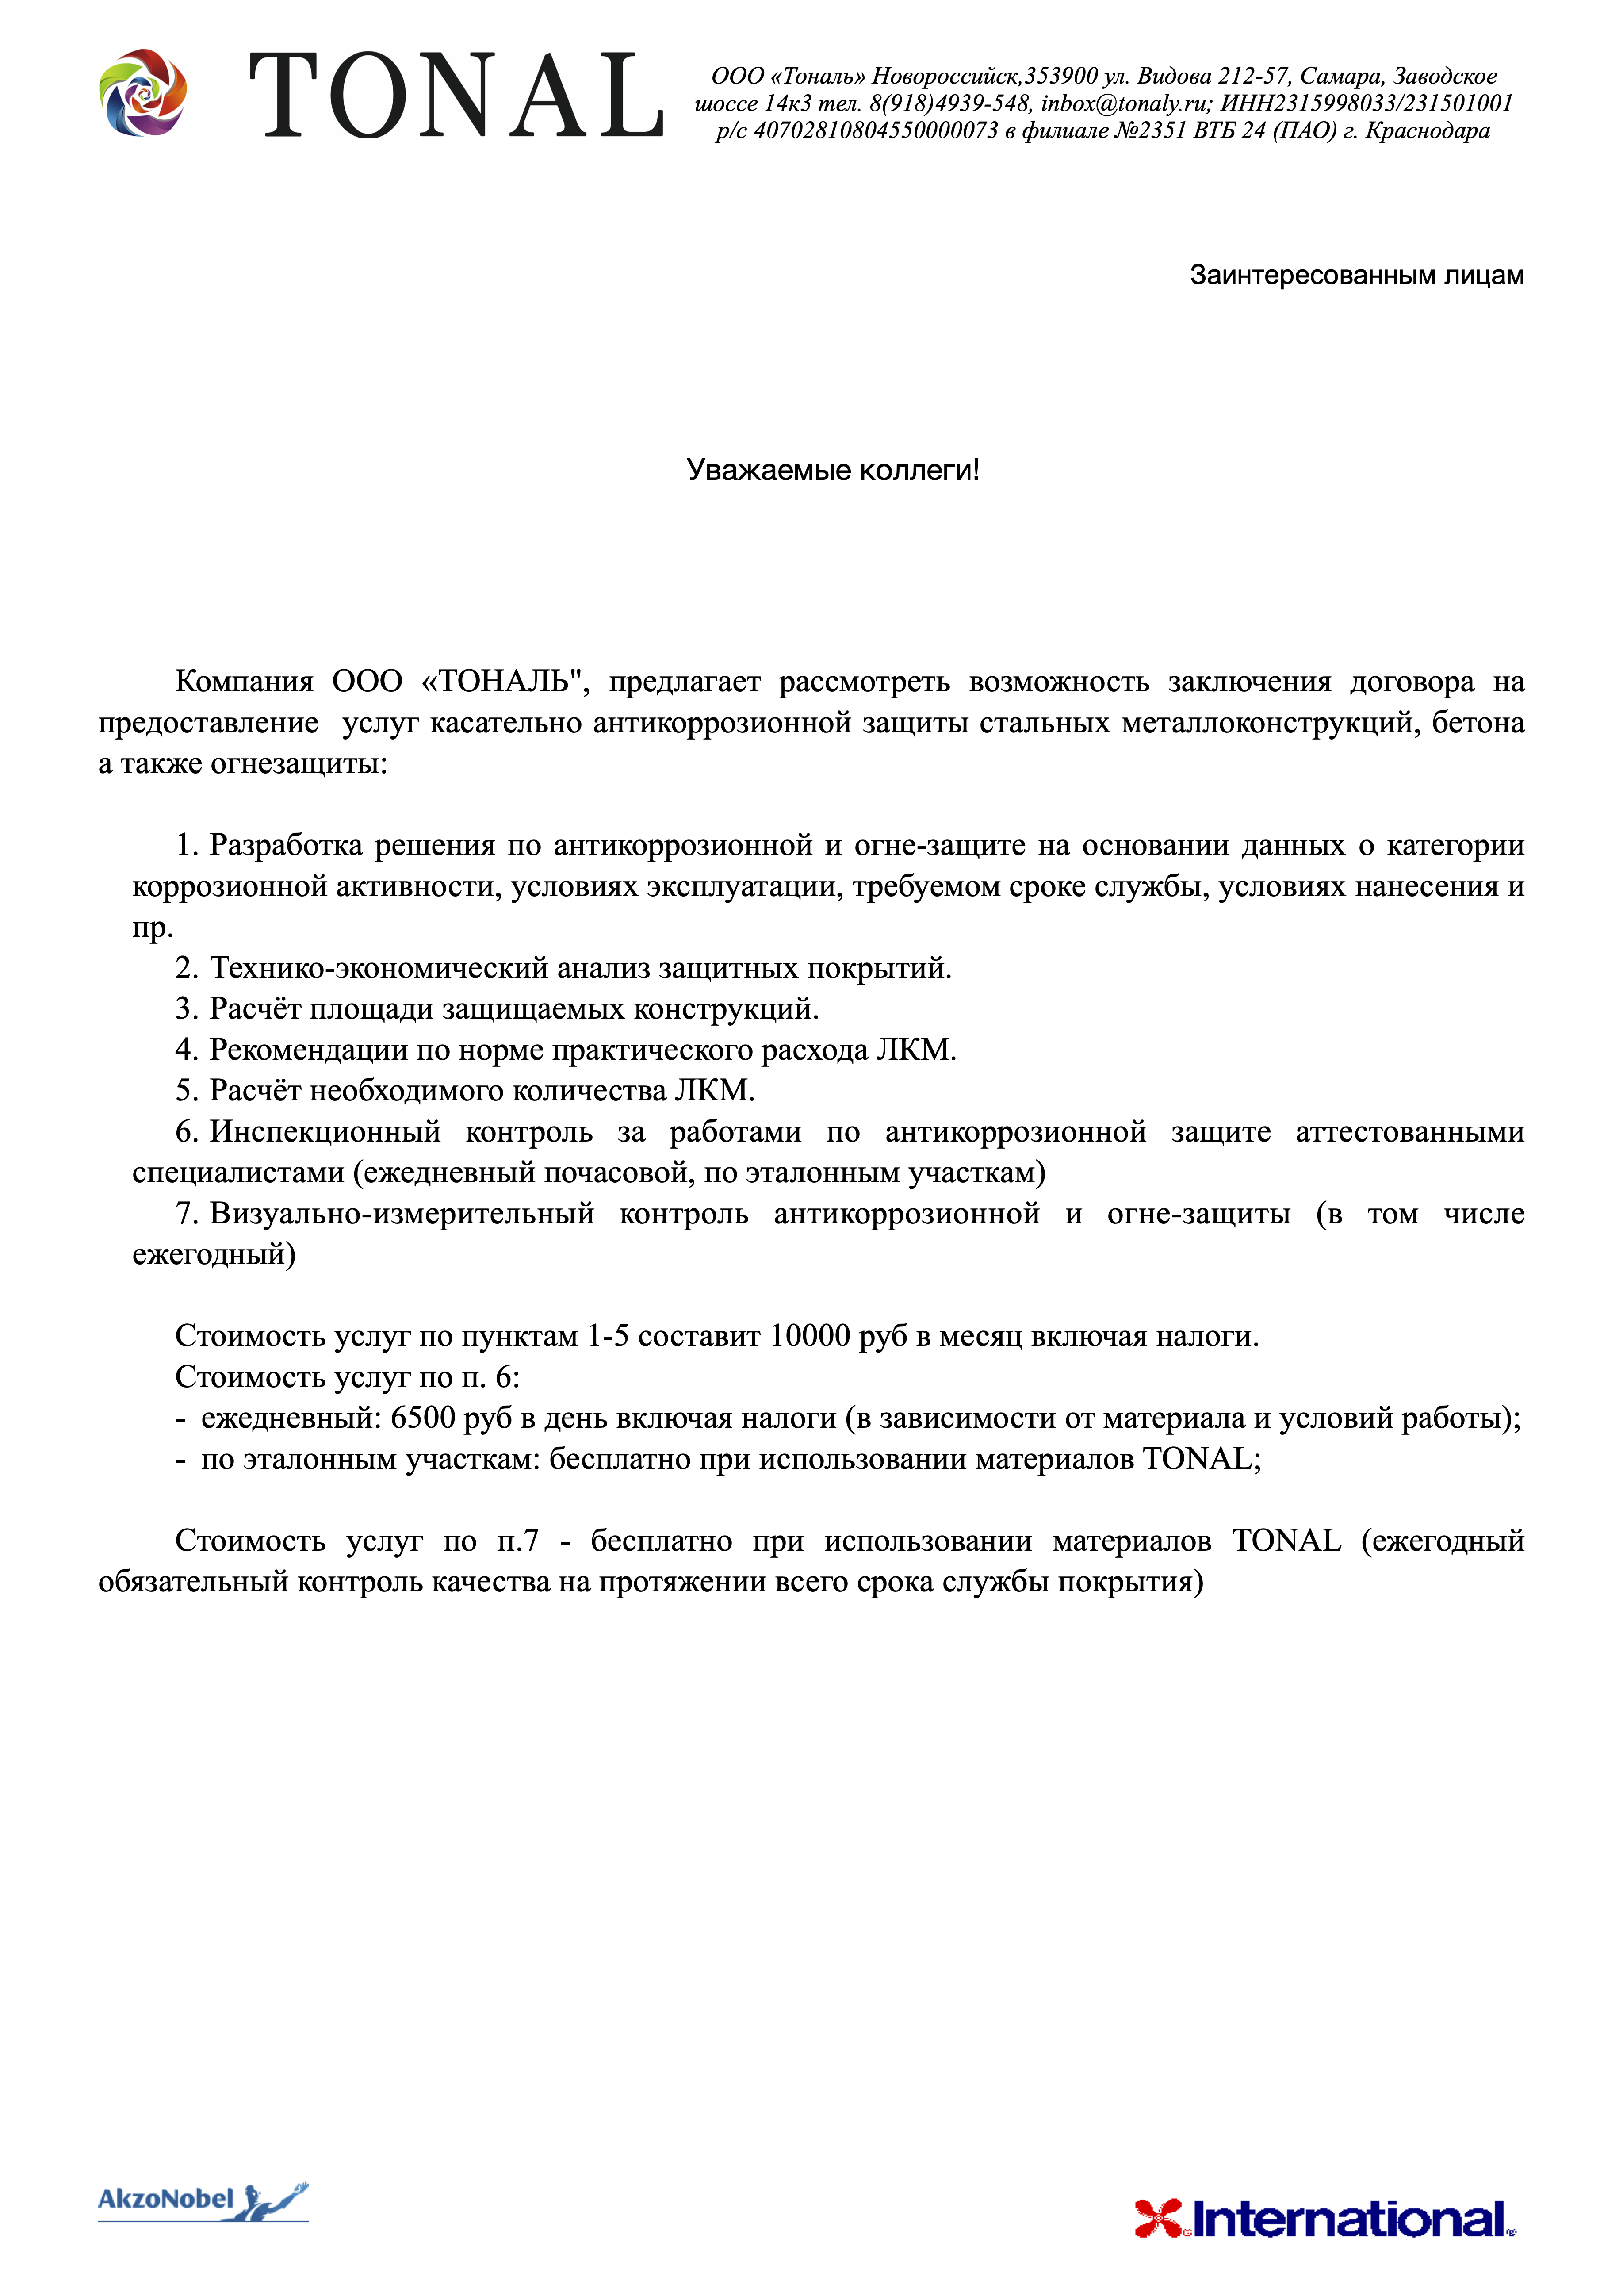 TONAL
ООО «Тональ» Новороссийск,353900 ул. Видова 212-57, Самара, Заводское
шоссе 14к3 тел. 8(918)4939-548, inbox@tonaly.ru; ИНН2315998033/231501001
р/с 40702810804550000073 в филиале №2351 ВТБ 24 (ПАО) г. Краснодара
Заинтересованным лицам
Уважаемые коллеги!
Компания ООО «ТОНАЛЬ", предлагает рассмотреть возможность заключения договора на
предоставление услуг касательно антикоррозионной защиты стальных металлоконструкций, бетона
а также огнезащиты:
1. Разработка решения по антикоррозионной и огне-защите на основании данных о категории
коррозионной активности, условиях эксплуатации, требуемом сроке службы, условиях нанесения и
пр.
2. Технико-экономический анализ защитных покрытий.
3. Расчёт площади защищаемых конструкций.
4. Рекомендации по норме практического расхода ЛКМ.
5. Расчёт необходимого количества ЛКМ.
6. Инспекционный контроль за работами по антикоррозионной защите аттестованными
специалистами (ежедневный почасовой, по эталонным участкам)
7. Визуально-измерительный контроль антикоррозионной и огне-защиты (в том числе
ежегодный)
Стоимость услуг по пунктам 1-5 составит 10000 руб в месяц включая налоги.
Стоимость услуг по п. 6:
- ежедневный: 6500 руб в день включая налоги (в зависимости от материала и условий работы);
- по эталонным участкам: бесплатно при использовании материалов TONAL;
Стоимость услуг по п.7 - бесплатно при использовании материалов TONAL (ежегодный
обязательный контроль качества на протяжении всего срока службы покрытия)
AkzoNobel
International.